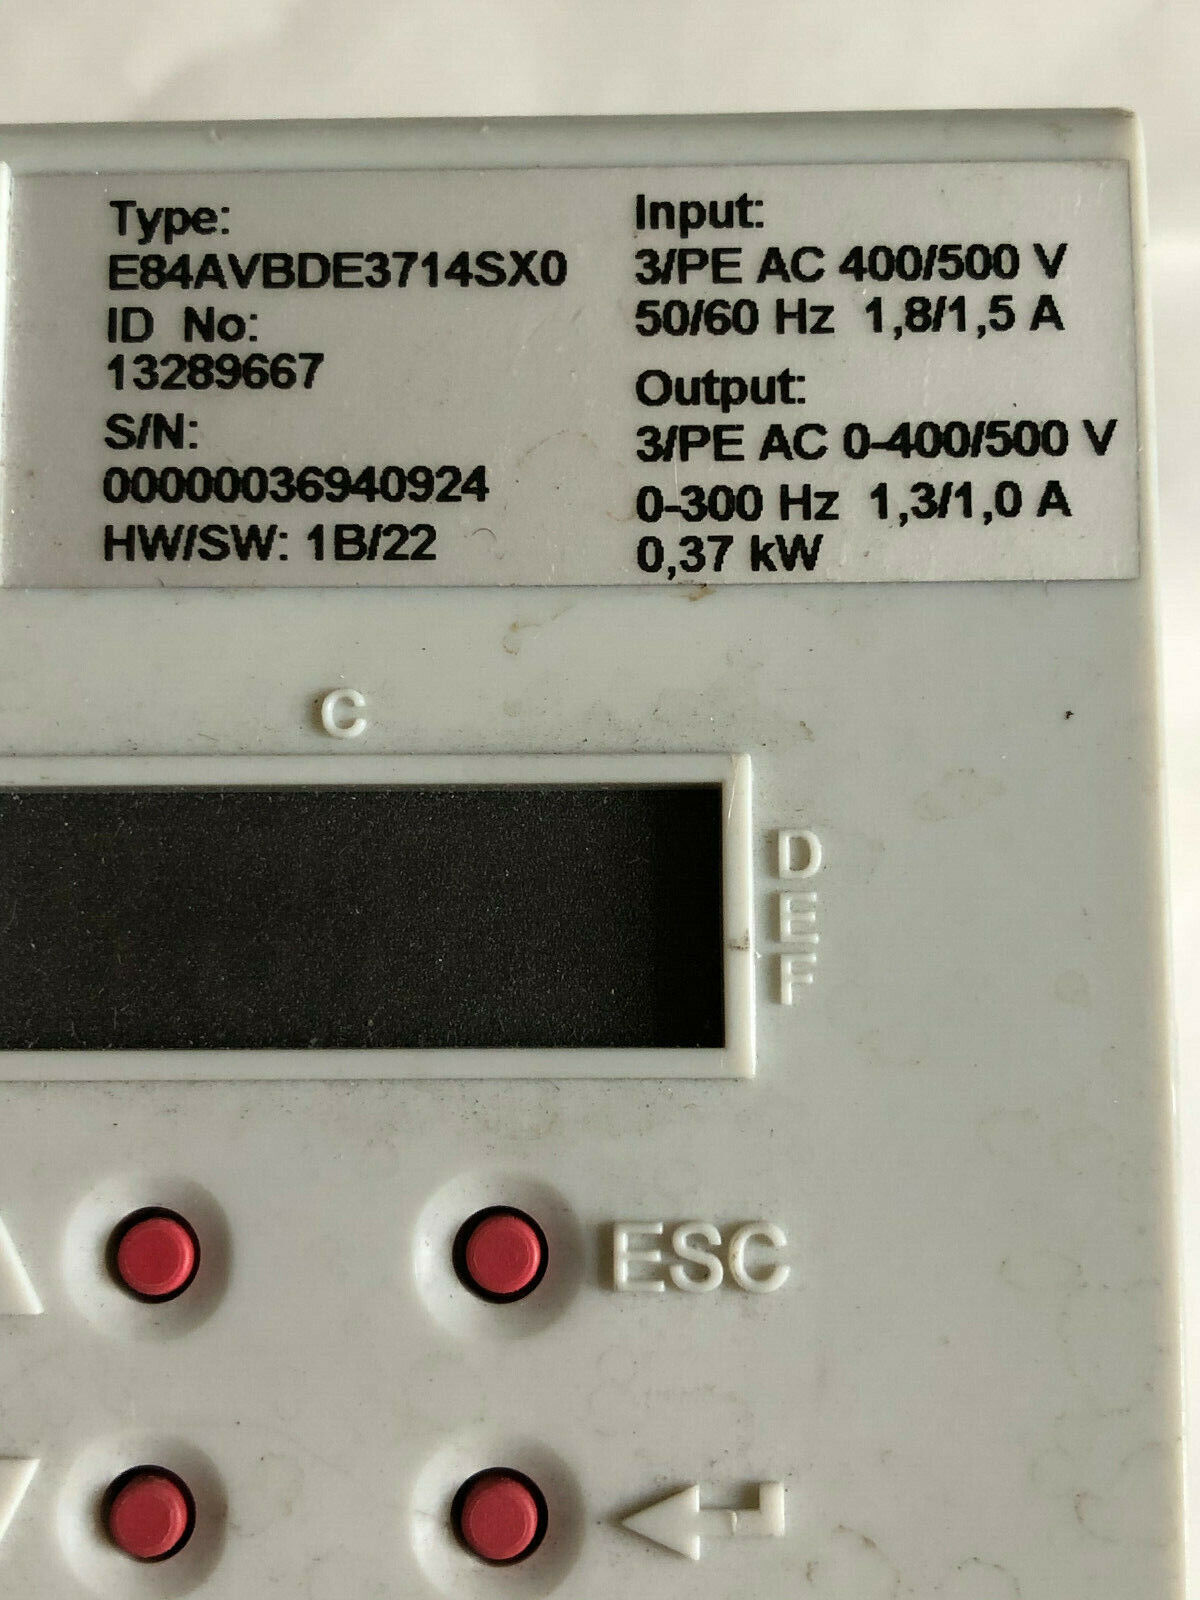 Type:
E84AVBDE3714SX0
ID No:
13289667
S/N:
00000036940924
HW/SW: 1B/22
Input:
3/PE AC 400/500 V
50/60 Hz 1,8/1,5 A
Output:
3/PE AC 0-400/500 V
0-300 Hz 1,3/1,0 A
0,37 kW
C
D
E
F
ESC